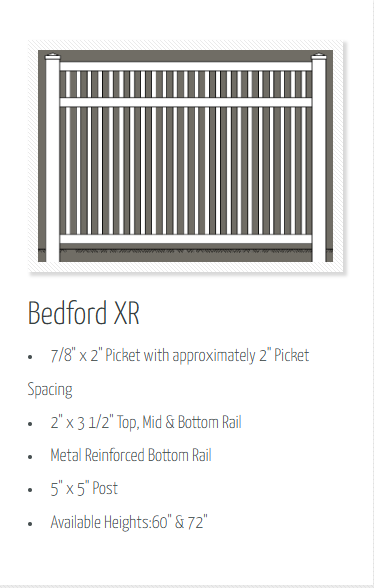 Bedford XR
• 7/8" x 2" Picket with approximately 2" Picket
Spacing
• 2" x 3 1/2" Top, Mid & Bottom Rail
• Metal Reinforced Bottom Rail
• 5" x 5" Post
• Available Heights:60" & 72"